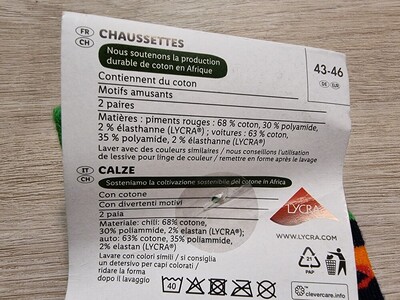 FR
CH
CHAUSSETTES
Nous soutenons la production
durable de coton en Afrique
Contiennent du coton
Motifs amusants
2 paires
Matières : piments rouges : 68 % coton, 30 % polyamide,
2 % élasthanne (LYCRA®) ; voitures : 63 % coton,
35 % polyamide, 2 % élasthanne (LYCRA®)
Laver avec des couleurs similaires / nous conseillons l'utilisation
de lessive pour linge de couleur / remettre en forme après le lavage
43-46
DE
EUR
IT
CH
CALZE
Sosteniamo la coltivazione sostenibile del cotone in Africa
Con cotone
Con divertenti motivi
2 paia
Materiale: chili: 68% cotone,
30% poliammide, 2% elastan (LYCRA®);
auto: 63% cotone, 35% poliammide,
2% elastan (LYCRA®)
Lavare con colori simili / si consiglia
un detersivo per capi colorati /
ridare la forma
dopo il lavaggio
40
LYCRA
WWW.LYCRA.COM
21
PAP
clevercare.info